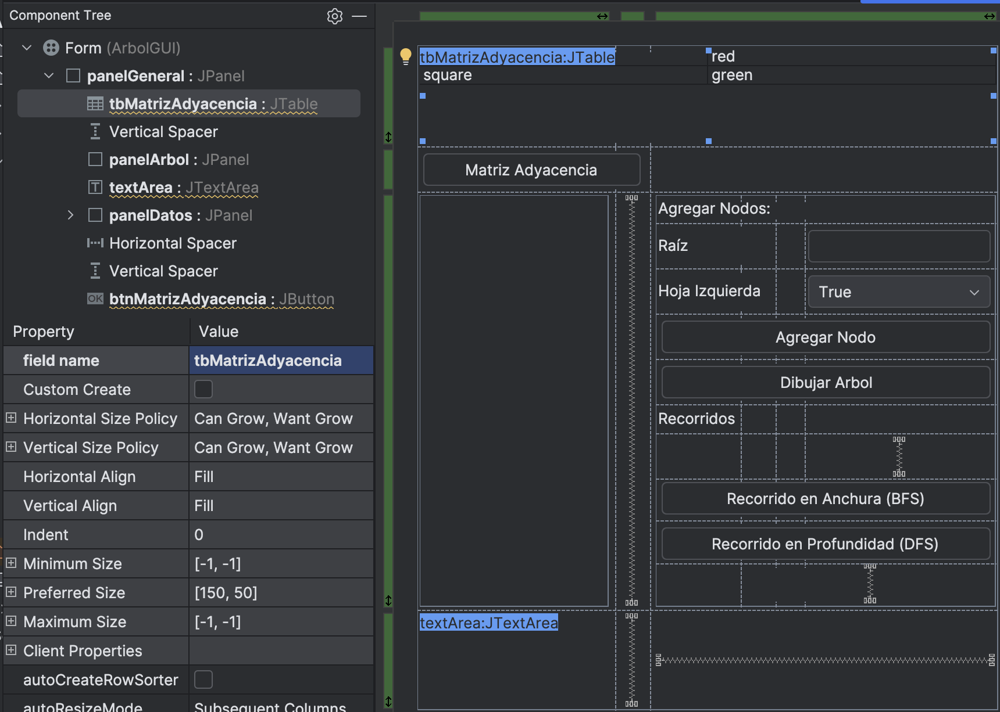 Component Tree
Form (ArbolGUI)
panelGeneral : JPanel
tbMatrizAdyacencia : JTable
Vertical Spacer
panelArbol : JPanel
textArea : JTextArea
panelDatos : JPanel
Horizontal Spacer
Vertical Spacer
OK btnMatrizAdyacencia : JButton
Property Value
field name tbMatrizAdyacencia
Custom Create
Horizontal Size Policy Can Grow, Want Grow
Vertical Size Policy Can Grow, Want Grow
Horizontal Align Fill
Vertical Align Fill
Indent 0
Minimum Size [-1, -1]
Preferred Size [150, 50]
Maximum Size [-1, -1]
Client Properties
autoCreateRowSorter
autoResizeMode Subsequent Columns
tbMatrizAdyacencia:JTable red
square green
Matriz Adyacencia
Agregar Nodos:
Raíz
Hoja Izquierda True
Agregar Nodo
Dibujar Arbol
Recorridos
Recorrido en Anchura (BFS)
Recorrido en Profundidad (DFS)
textArea:JTextArea